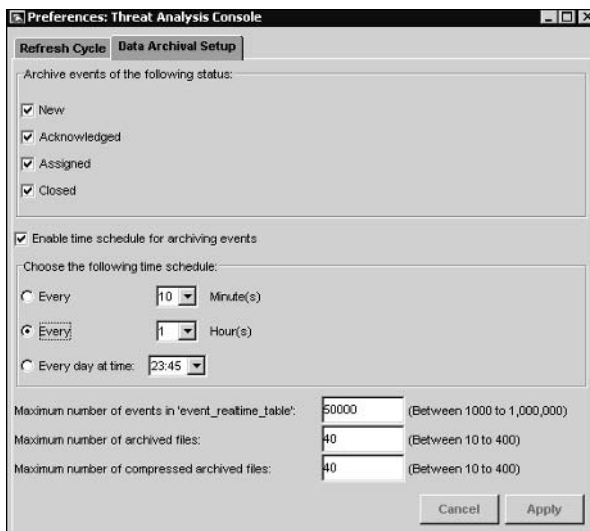 Preferences: Threat Analysis Console
Refresh Cycle Data Archival Setup
Archive events of the following status:
New
Acknowledged
Assigned
Closed
Enable time schedule for archiving events
Choose the following time schedule:
Every 10 Minute(s)
Every 1 Hour(s)
Every day at time: 23:45
Maximum number of events in 'event_realtime_table': 50000 (Between 1000 to 1,000,000)
Maximum number of archived files: 40 (Between 10 to 400)
Maximum number of compressed archived files: 40 (Between 10 to 400)
Cancel Apply